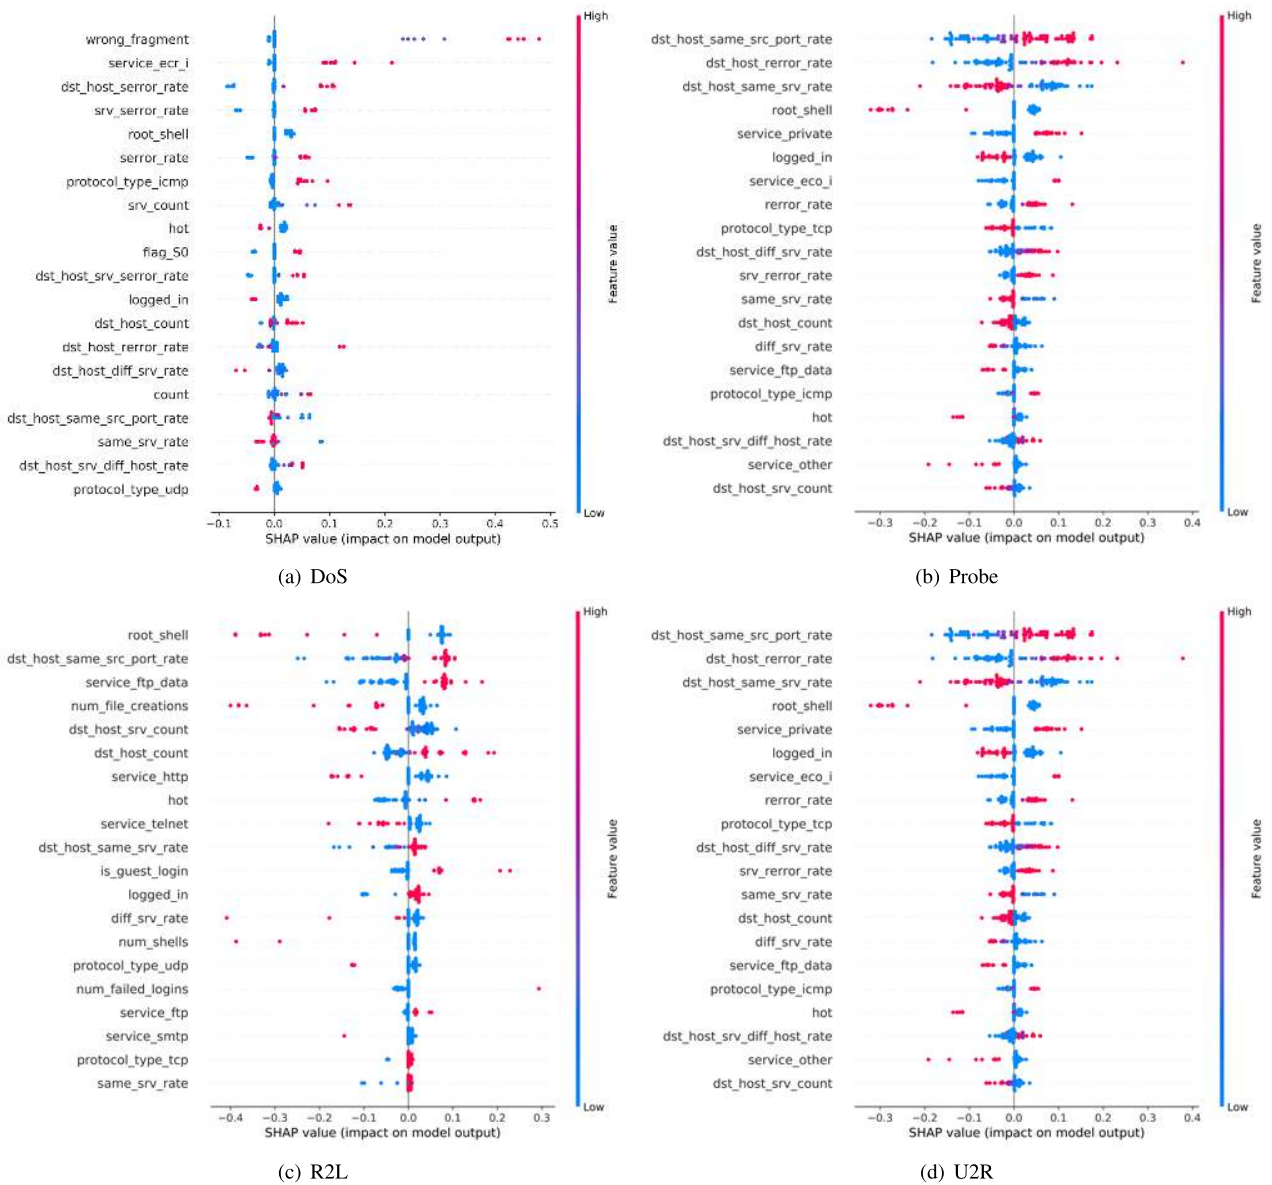 wrong_fragment
service_ecr_i
dst_host_serror_rate
srv_serror_rate
root_shell
serror_rate
protocol_type_icmp
srv_count
hot
flag_S0
dst_host_srv_serror_rate
logged_in
dst_host_count
dst_host_rerror_rate
dst_host_diff_srv_rate
count
dst_host_same_src_port_rate
same_srv_rate
dst_host_srv_diff_host_rate
protocol_type_udp
−0.1 0.0 0.1 0.2 0.3 0.4 0.5
SHAP value (impact on model output)
High
Feature value
Low
(a) DoS
dst_host_same_src_port_rate
dst_host_rerror_rate
dst_host_same_srv_rate
root_shell
service_private
logged_in
service_eco_i
rerror_rate
protocol_type_tcp
dst_host_diff_srv_rate
srv_rerror_rate
same_srv_rate
dst_host_count
diff_srv_rate
service_ftp_data
protocol_type_icmp
hot
dst_host_srv_diff_host_rate
service_other
dst_host_srv_count
−0.3 −0.2 −0.1 0.0 0.1 0.2 0.3 0.4
SHAP value (impact on model output)
High
Feature value
Low
(b) Probe
root_shell
dst_host_same_src_port_rate
service_ftp_data
num_file_creations
dst_host_srv_count
dst_host_count
service_http
hot
service_telnet
dst_host_same_srv_rate
is_guest_login
logged_in
diff_srv_rate
num_shells
protocol_type_udp
num_failed_logins
service_ftp
service_smtp
protocol_type_tcp
same_srv_rate
−0.4 −0.3 −0.2 −0.1 0.0 0.1 0.2 0.3
SHAP value (impact on model output)
High
Feature value
Low
(c) R2L
dst_host_same_src_port_rate
dst_host_rerror_rate
dst_host_same_srv_rate
root_shell
service_private
logged_in
service_eco_i
rerror_rate
protocol_type_tcp
dst_host_diff_srv_rate
srv_rerror_rate
same_srv_rate
dst_host_count
diff_srv_rate
service_ftp_data
protocol_type_icmp
hot
dst_host_srv_diff_host_rate
service_other
dst_host_srv_count
−0.3 −0.2 −0.1 0.0 0.1 0.2 0.3 0.4
SHAP value (impact on model output)
High
Feature value
Low
(d) U2R